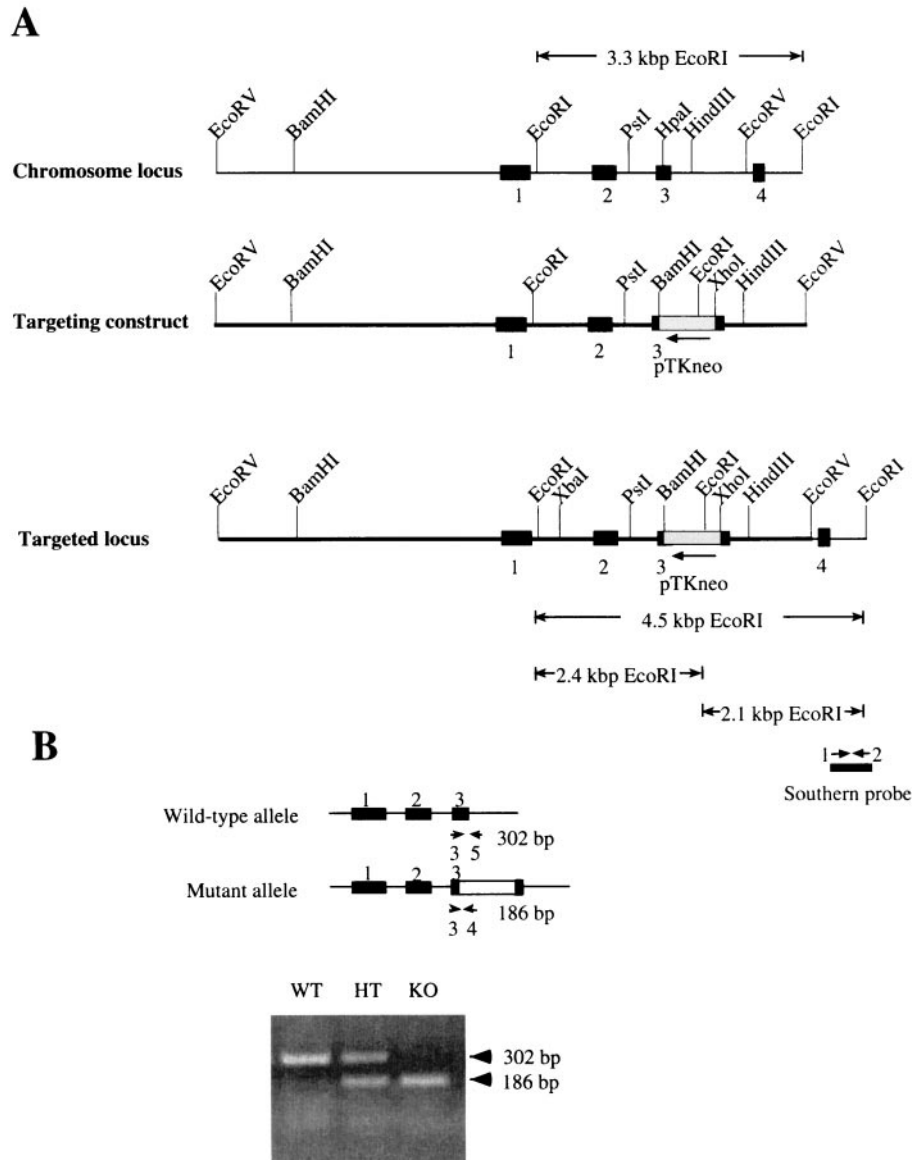 A
3.3 kbp EcoRI
EcoRV BamHI EcoRI PstI HpaI HindIII EcoRV EcoRI
Chromosome locus
1 2 3 4
EcoRV BamHI EcoRI PstI BamHI EcoRI XhoI HindIII EcoRV
Targeting construct
1 2 3
pTKneo
EcoRV BamHI EcoRI XbaI PstI BamHI EcoRI XhoI HindIII EcoRV EcoRI
Targeted locus
1 2 3 4
pTKneo
4.5 kbp EcoRI
2.4 kbp EcoRI
2.1 kbp EcoRI
1 2
Southern probe
B
1 2 3
Wild-type allele
302 bp
3 5
1 2 3
Mutant allele
186 bp
3 4
WT HT KO
302 bp
186 bp